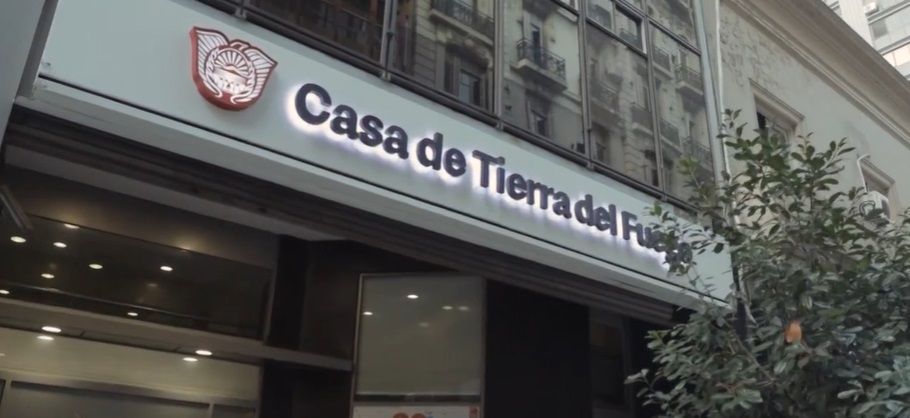 Casa de Tierra del Fuego